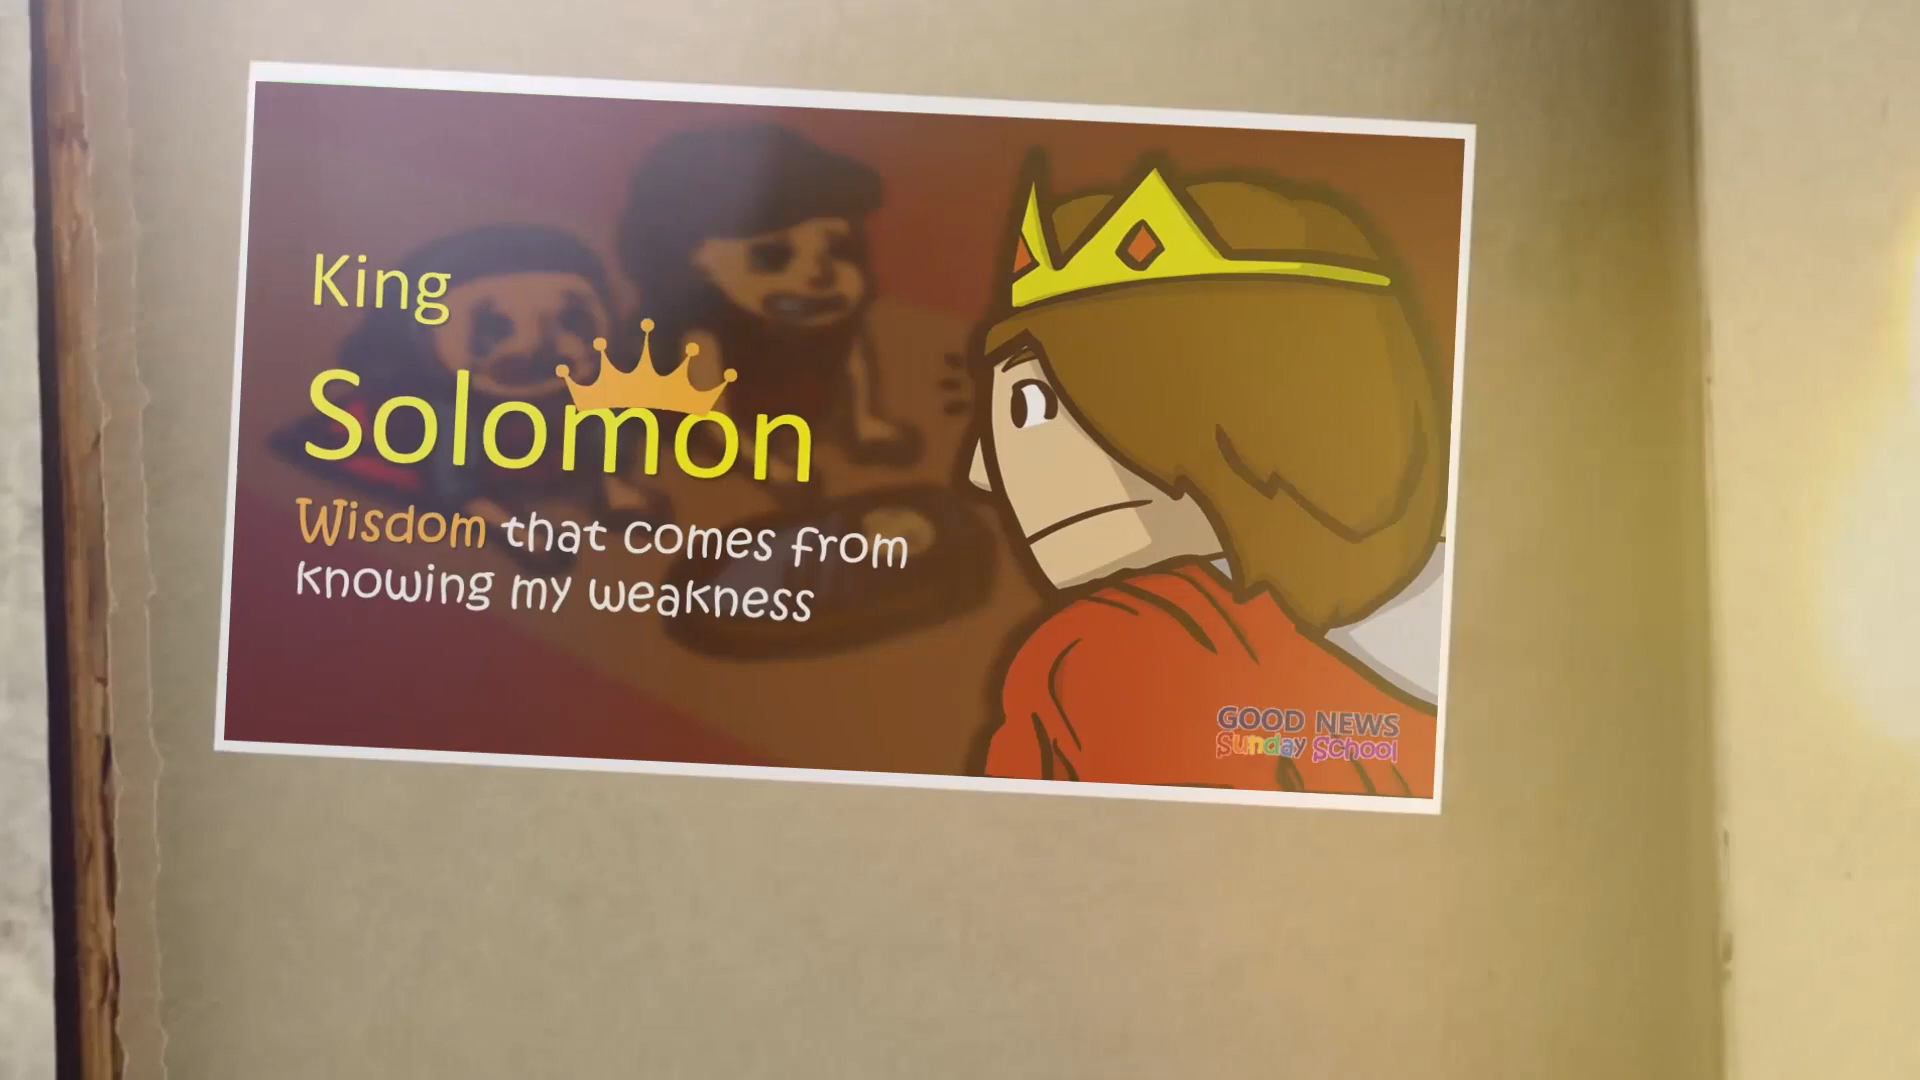 King
Solomon
Wisdom that comes from
knowing my weakness
GOOD NEWS
Sunday School